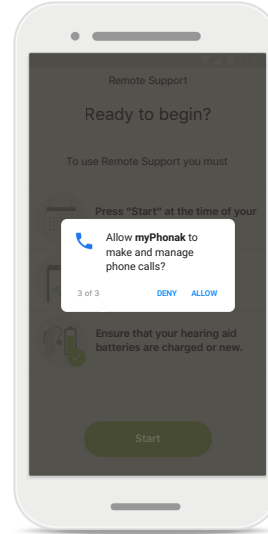 Remote Support
Ready to begin?
To use Remote Support you must
Press “Start” at the time of your
Allow myPhonak to
make and manage
phone calls?
3 of 3
DENY
ALLOW
Ensure that your hearing aid
batteries are charged or new.
Start